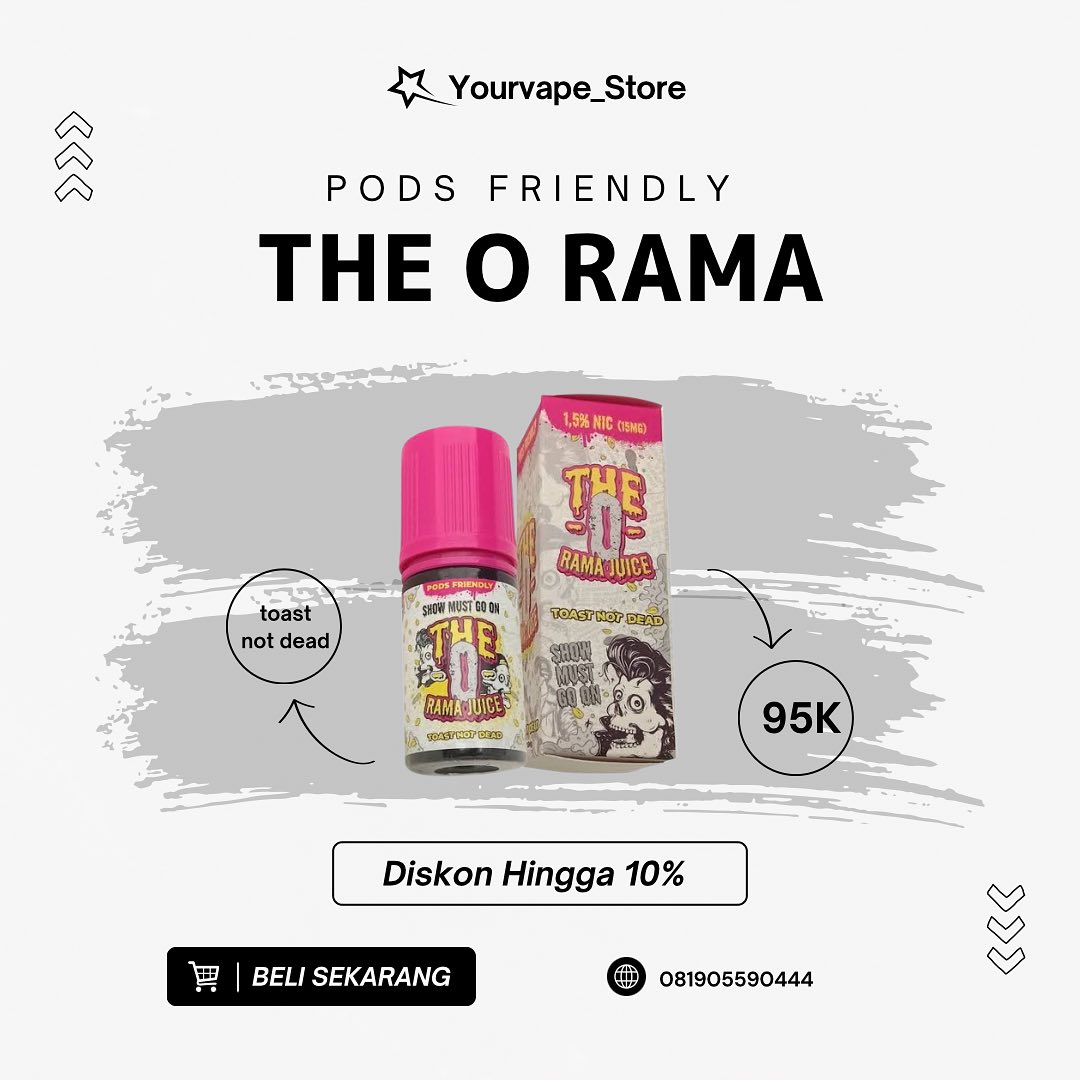 Yourvape_Store
PODS FRIENDLY
THE O RAMA
1,5% NIC (15MG)
THE
O
RAMA JUICE
TOAST NOT DEAD
SHOW
MUST
GO ON
PODS FRIENDLY
SHOW MUST GO ON
THE
O
RAMA JUICE
TOAST NOT DEAD
toast
not dead
95K
Diskon Hingga 10%
BELI SEKARANG
081905590444